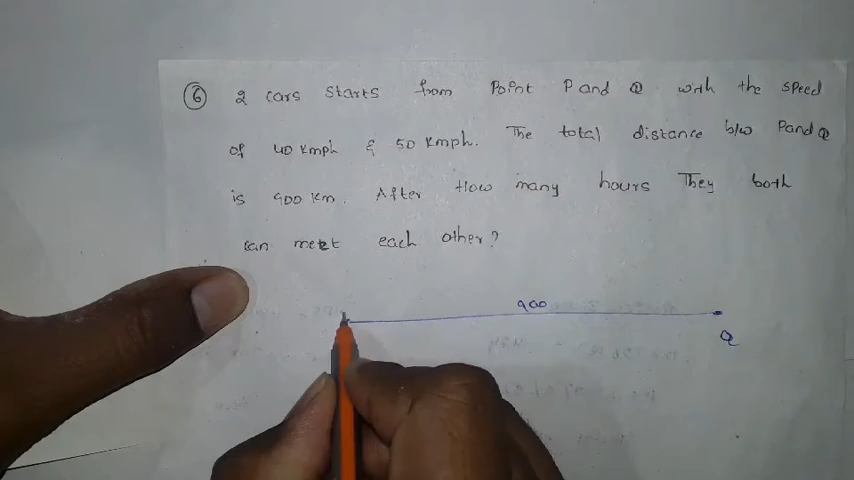 6 2 cars starts from Point P and Q with the speed
of 40 kmph & 50 kmph. The total distance b/w P and Q
is 900 km. After How many hours They both
can meet each other?
900
Q